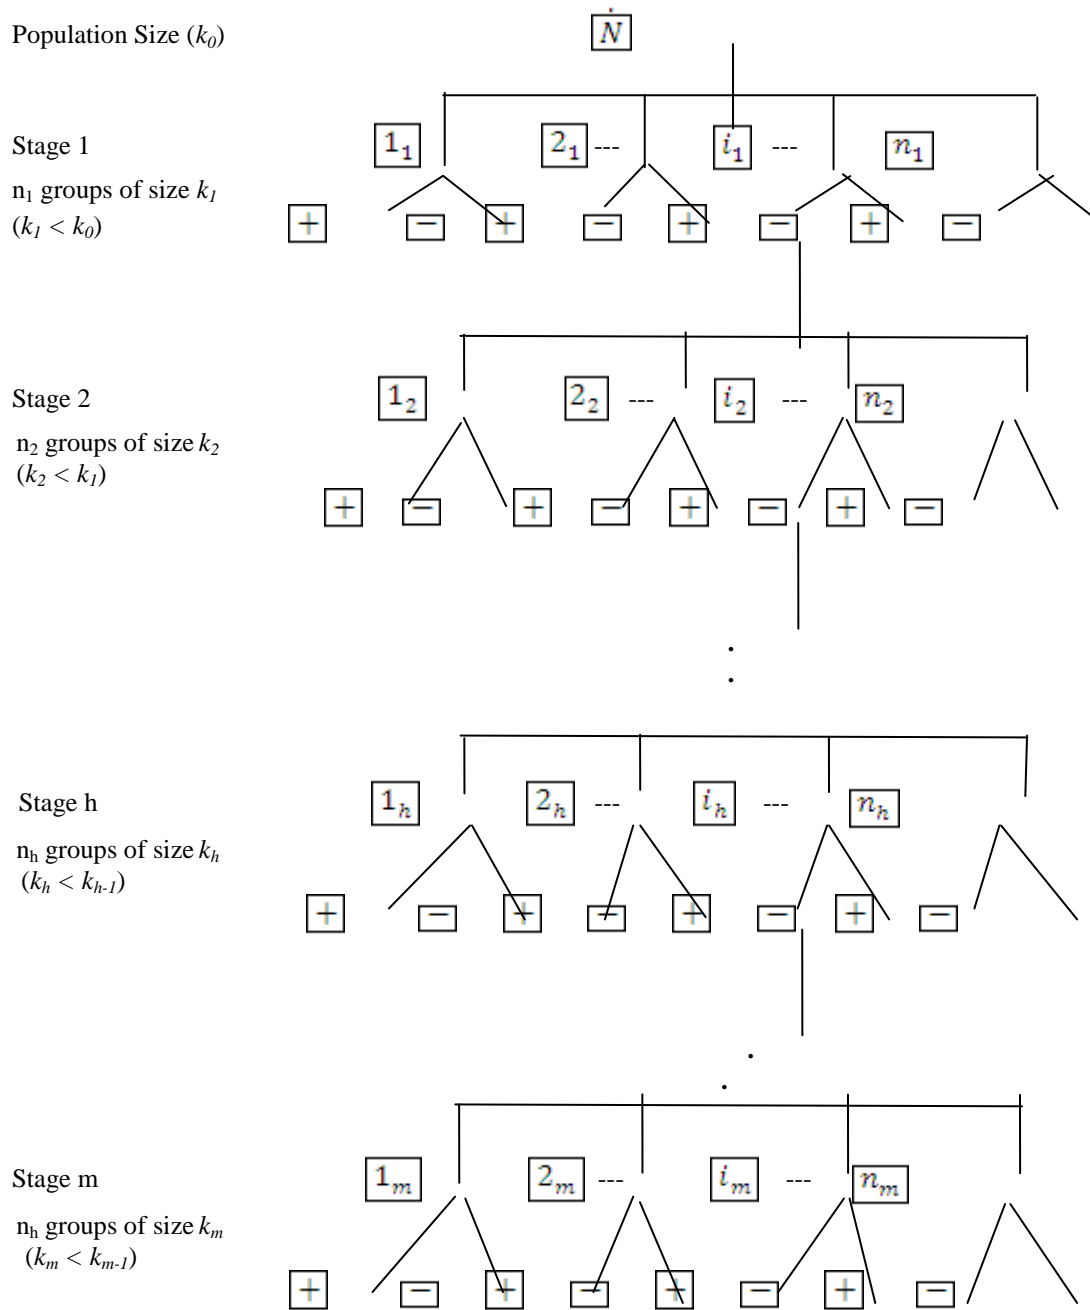 Population Size (k₀)
N
Stage 1
1₁ 2₁ --- i₁ --- n₁
n₁ groups of size k₁
(k₁ < k₀)
+ − + − + − + −
Stage 2
1₂ 2₂ --- i₂ --- n₂
n₂ groups of size k₂
(k₂ < k₁)
+ − + − + − + −
.
.
Stage h
1ₕ 2ₕ --- iₕ --- nₕ
nₕ groups of size kₕ
(kₕ < kₕ₋₁)
+ − + − + − + −
.
.
Stage m
1ₘ 2ₘ --- iₘ --- nₘ
nₕ groups of size kₘ
(kₘ < kₘ₋₁)
+ − + − + − + −